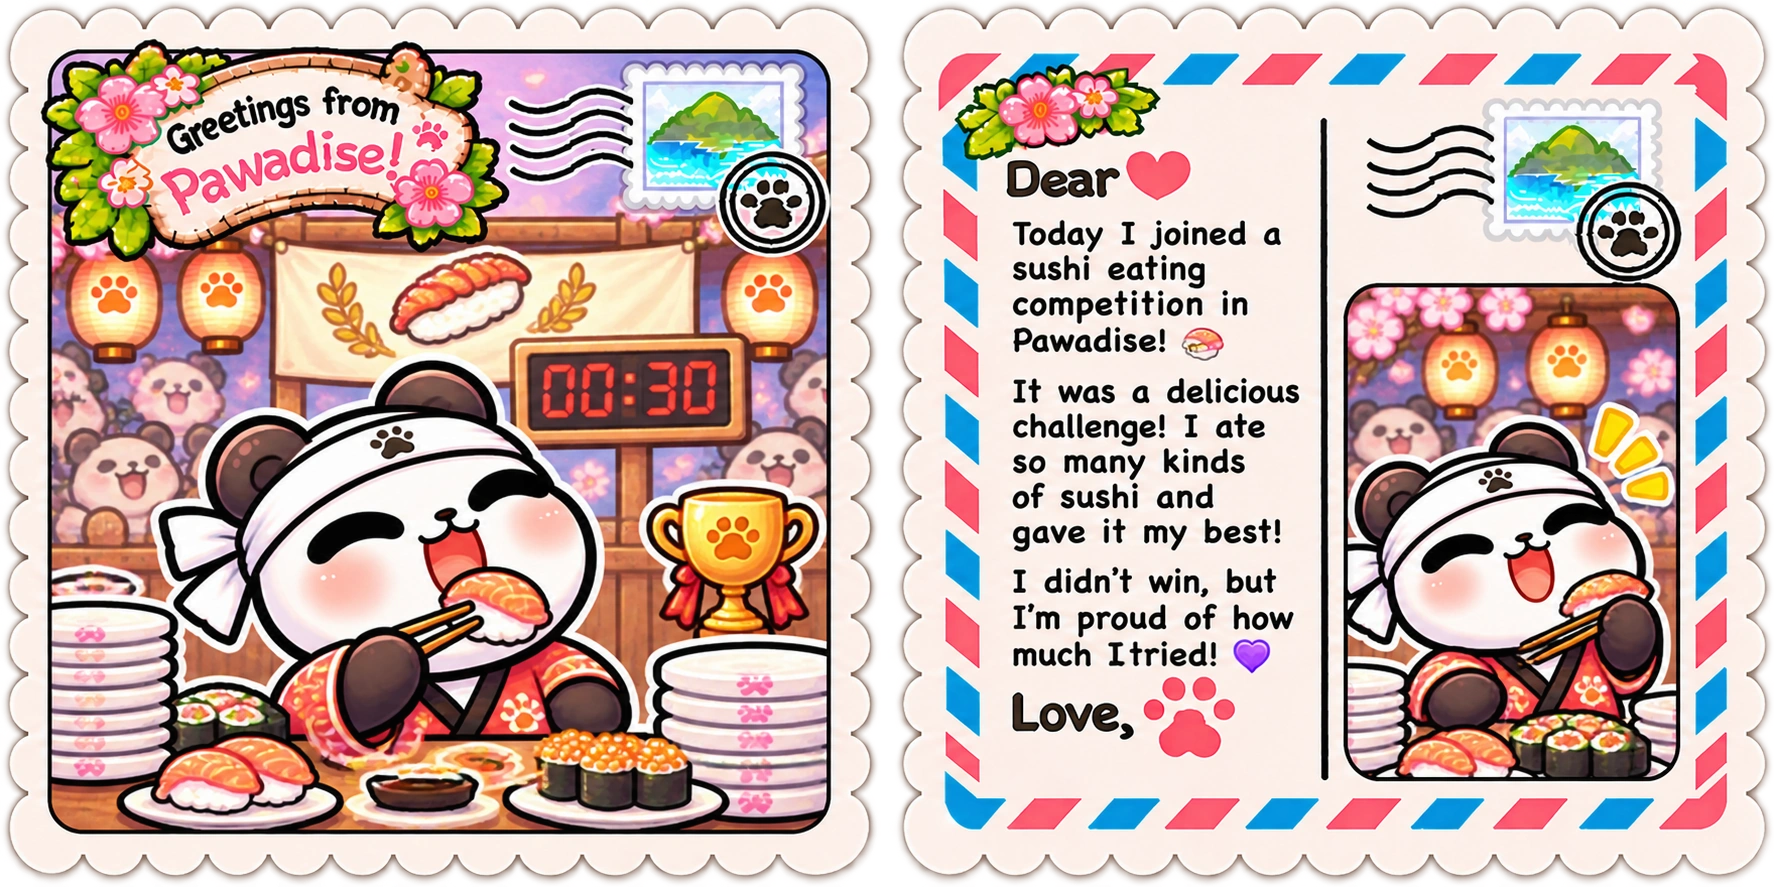 Greetings from
Pawadise!
00:30
Dear
Today I joined a
sushi eating
competition in
Pawadise!
It was a delicious
challenge! I ate
so many kinds
of sushi and
gave it my best!
I didn't win, but
I'm proud of how
much I tried!
Love,